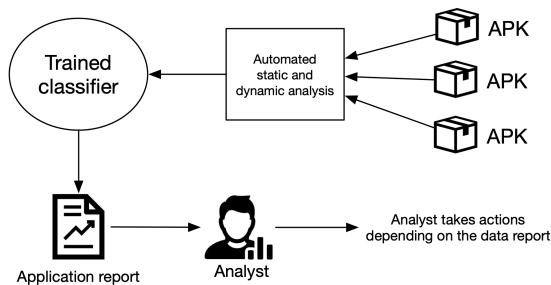 Trained
classifier
Automated
static and
dynamic analysis
APK
APK
APK
Application report
Analyst
Analyst takes actions
depending on the data report